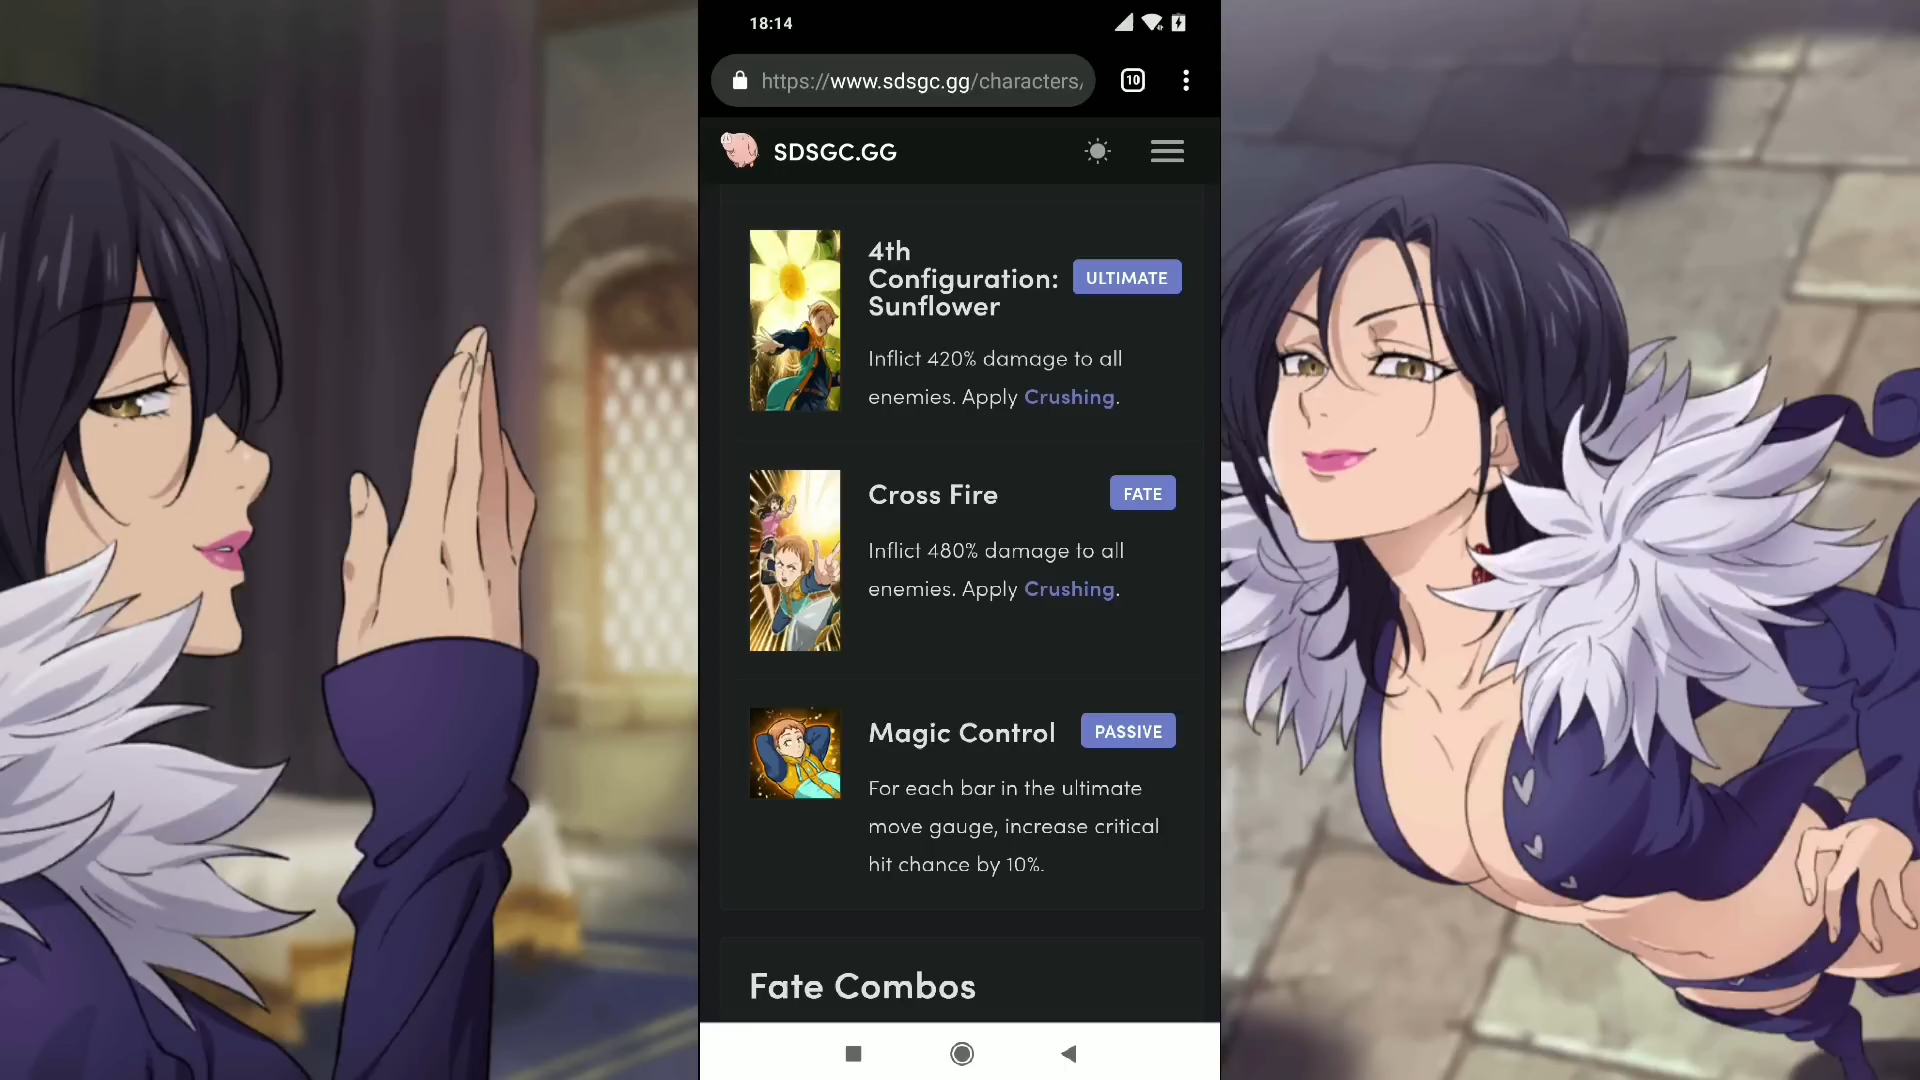 18:14
https://www.sdsgc.gg/characters/
10
SDSGC.GG
4th
Configuration:
Sunflower
ULTIMATE
Inflict 420% damage to all
enemies. Apply Crushing.
Cross Fire
FATE
Inflict 480% damage to all
enemies. Apply Crushing.
Magic Control
PASSIVE
For each bar in the ultimate
move gauge, increase critical
hit chance by 10%.
Fate Combos